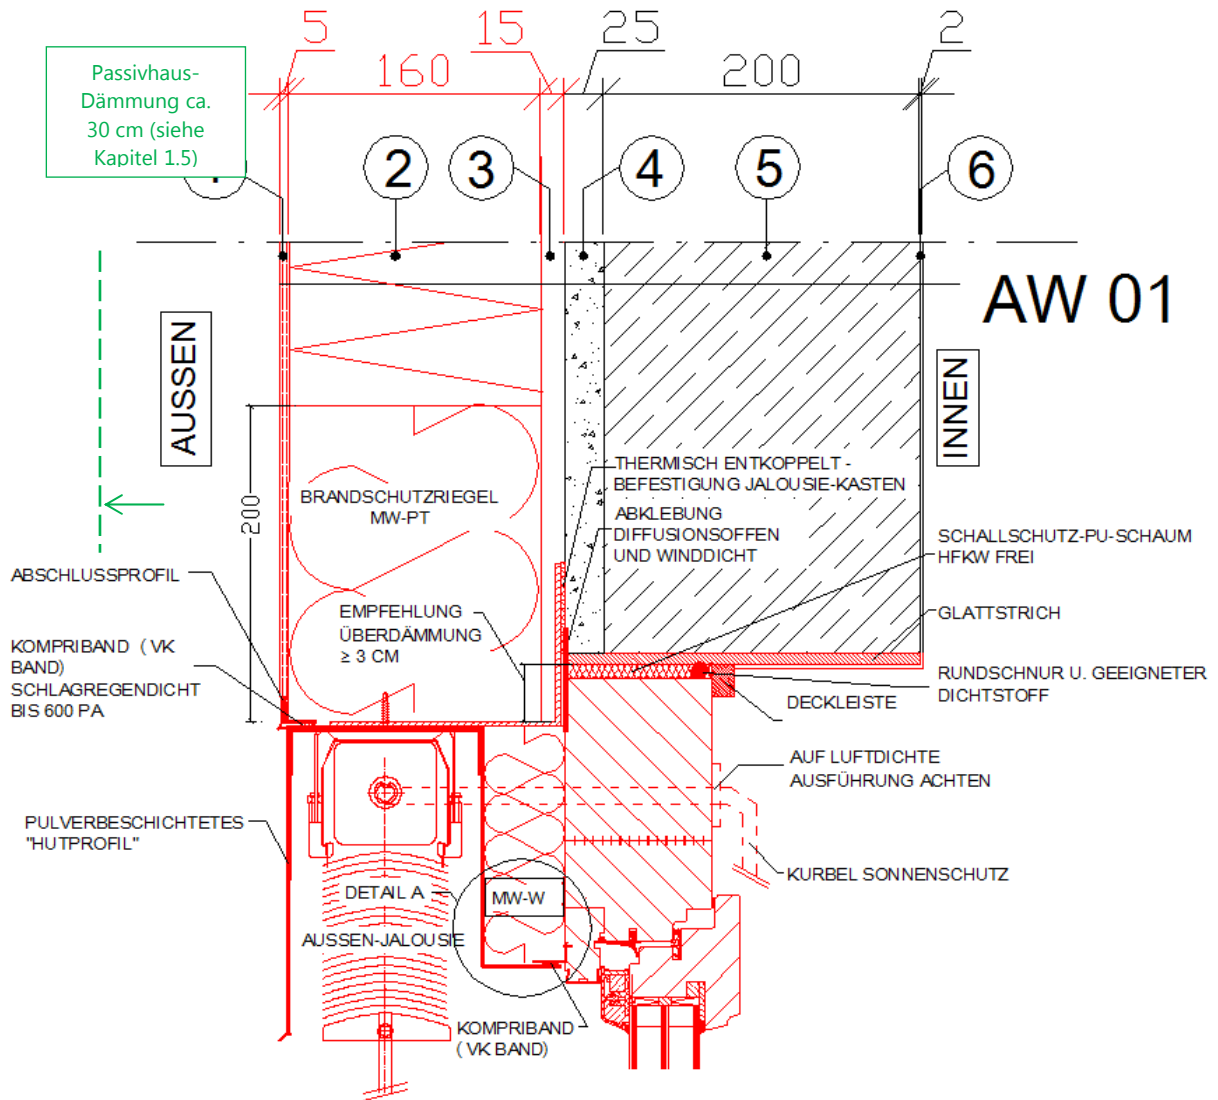 5
15
25
2
160
200
Passivhaus-
Dämmung ca.
30 cm (siehe
Kapitel 1.5)
2
3
4
5
6
AW 01
AUSSEN
INNEN
THERMISCH ENTKOPPELT -
BEFESTIGUNG JALOUSIE-KASTEN
BRANDSCHUTZRIEGEL
MW-PT
200
ABKLEBUNG
DIFFUSIONSOFFEN
UND WINDDICHT
SCHALLSCHUTZ-PU-SCHAUM
HFKW FREI
ABSCHLUSSPROFIL
EMPFEHLUNG
ÜBERDÄMMUNG
≥ 3 CM
GLATTSTRICH
KOMPRIBAND ( VK
BAND)
SCHLAGREGENDICHT
BIS 600 PA
RUNDSCHNUR U. GEEIGNETER
DICHTSTOFF
DECKLEISTE
AUF LUFTDICHTE
AUSFÜHRUNG ACHTEN
PULVERBESCHICHTETES
"HUTPROFIL"
KURBEL SONNENSCHUTZ
DETAIL A
MW-W
AUSSEN-JALOUSIE
KOMPRIBAND
( VK BAND)